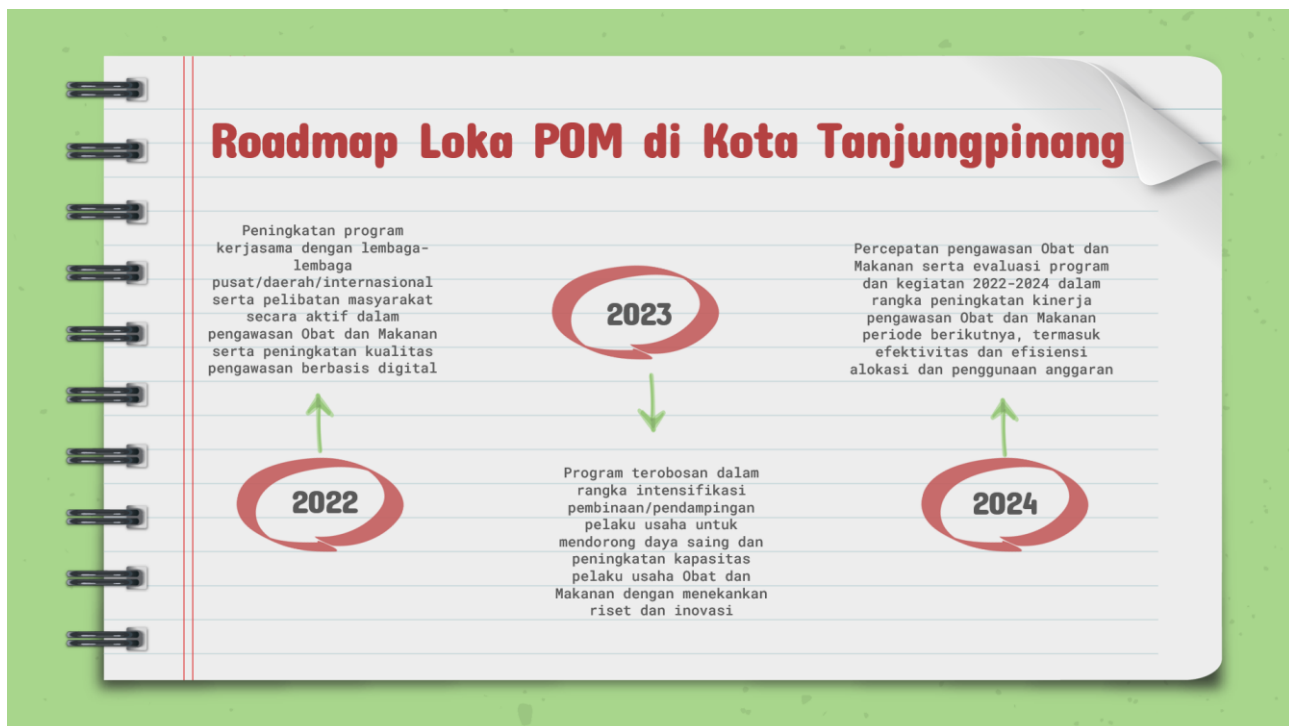 Roadmap Loka POM di Kota Tanjungpinang
Peningkatan program
kerjasama dengan lembaga-
lembaga
pusat/daerah/internasional
serta pelibatan masyarakat
secara aktif dalam
pengawasan Obat dan Makanan
serta peningkatan kualitas
pengawasan berbasis digital
2022
2023
Program terobosan dalam
rangka intensifikasi
pembinaan/pendampingan
pelaku usaha untuk
mendorong daya saing dan
peningkatan kapasitas
pelaku usaha Obat dan
Makanan dengan menekankan
riset dan inovasi
Percepatan pengawasan Obat dan
Makanan serta evaluasi program
dan kegiatan 2022-2024 dalam
rangka peningkatan kinerja
pengawasan Obat dan Makanan
periode berikutnya, termasuk
efektivitas dan efisiensi
alokasi dan penggunaan anggaran
2024